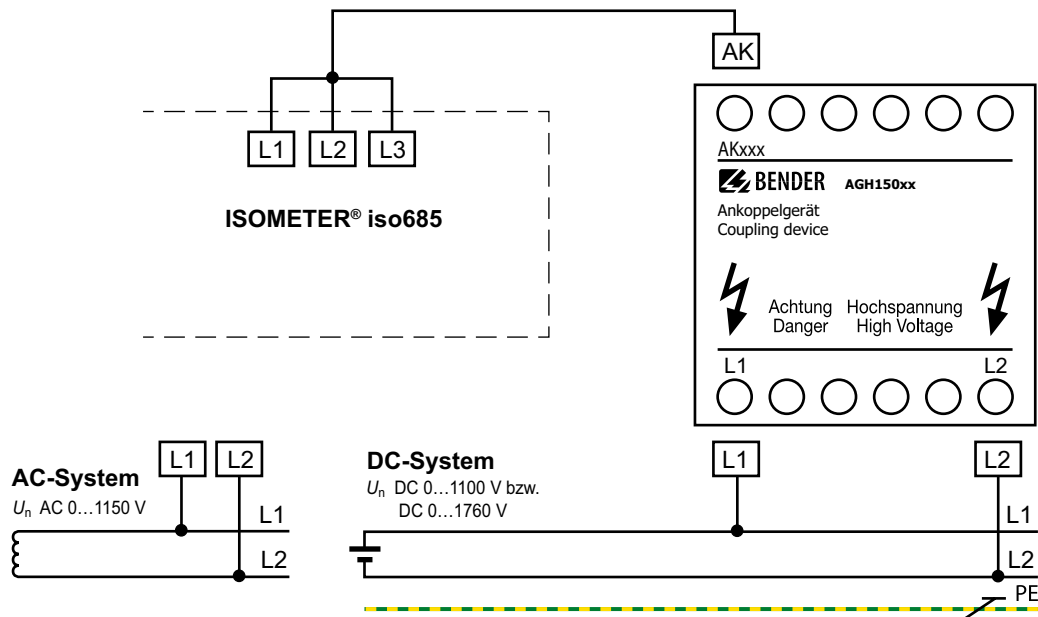 AK
L1 L2 L3
ISOMETER® iso685
AKxxx
BENDER AGH150xx
Ankoppelgerät
Coupling device
Achtung Hochspannung
Danger High Voltage
L1 L2
AC-System
Un AC 0...1150 V
L1 L2
L1
L2
DC-System
Un DC 0...1100 V bzw.
DC 0...1760 V
L1 L2
L1
L2
PE